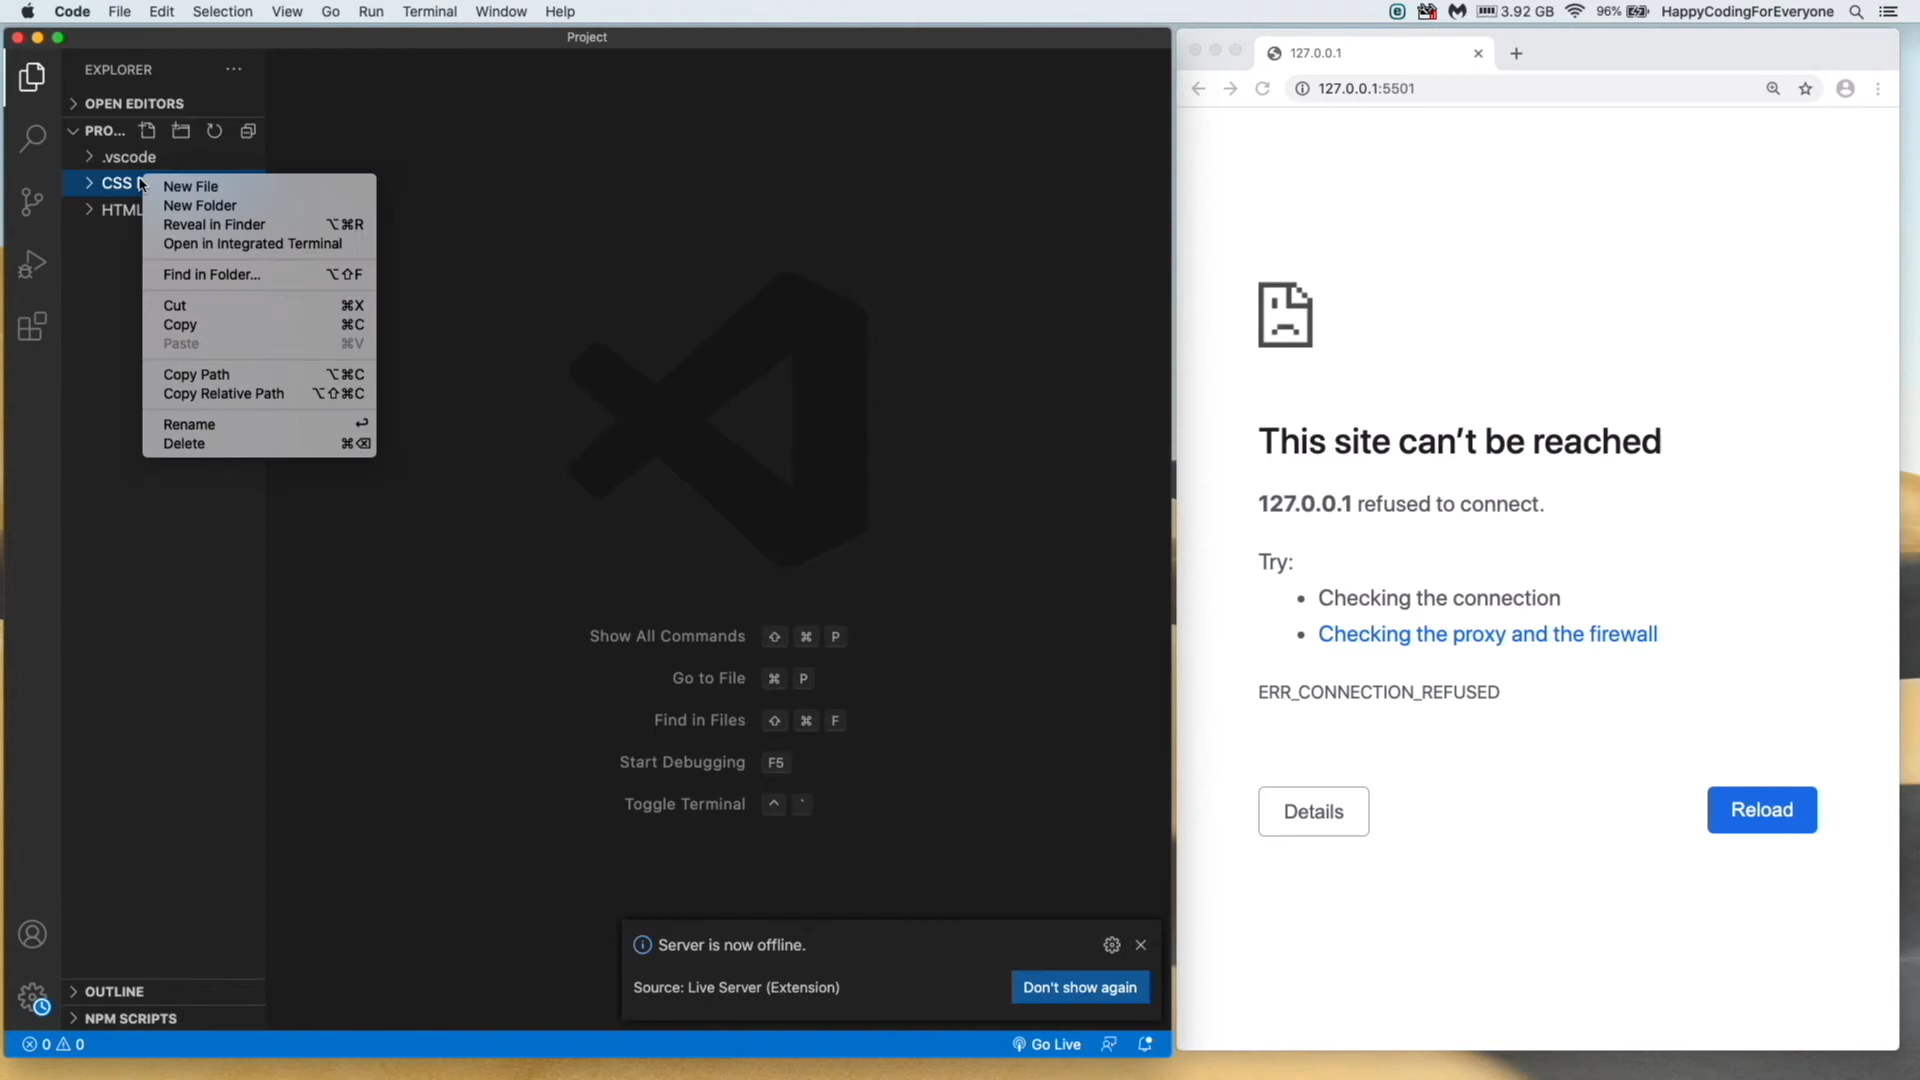 Code File Edit Selection View Go Run Terminal Window Help
3.92 GB 96% HappyCodingForEveryone
Project
EXPLORER
OPEN EDITORS
PRO...
.vscode
CSS
HTML
New File
New Folder
Reveal in Finder ⌥⌘R
Open in Integrated Terminal
Find in Folder... ⌥⇧F
Cut ⌘X
Copy ⌘C
Paste ⌘V
Copy Path ⌥⌘C
Copy Relative Path ⌥⇧⌘C
Rename ↩
Delete ⌘⌫
Show All Commands ⇧ ⌘ P
Go to File ⌘ P
Find in Files ⇧ ⌘ F
Start Debugging F5
Toggle Terminal ^ `
Server is now offline.
Source: Live Server (Extension)
Don't show again
OUTLINE
NPM SCRIPTS
0 0
Go Live
127.0.0.1
127.0.0.1:5501
This site can’t be reached
127.0.0.1 refused to connect.
Try:
• Checking the connection
• Checking the proxy and the firewall
ERR_CONNECTION_REFUSED
Details
Reload